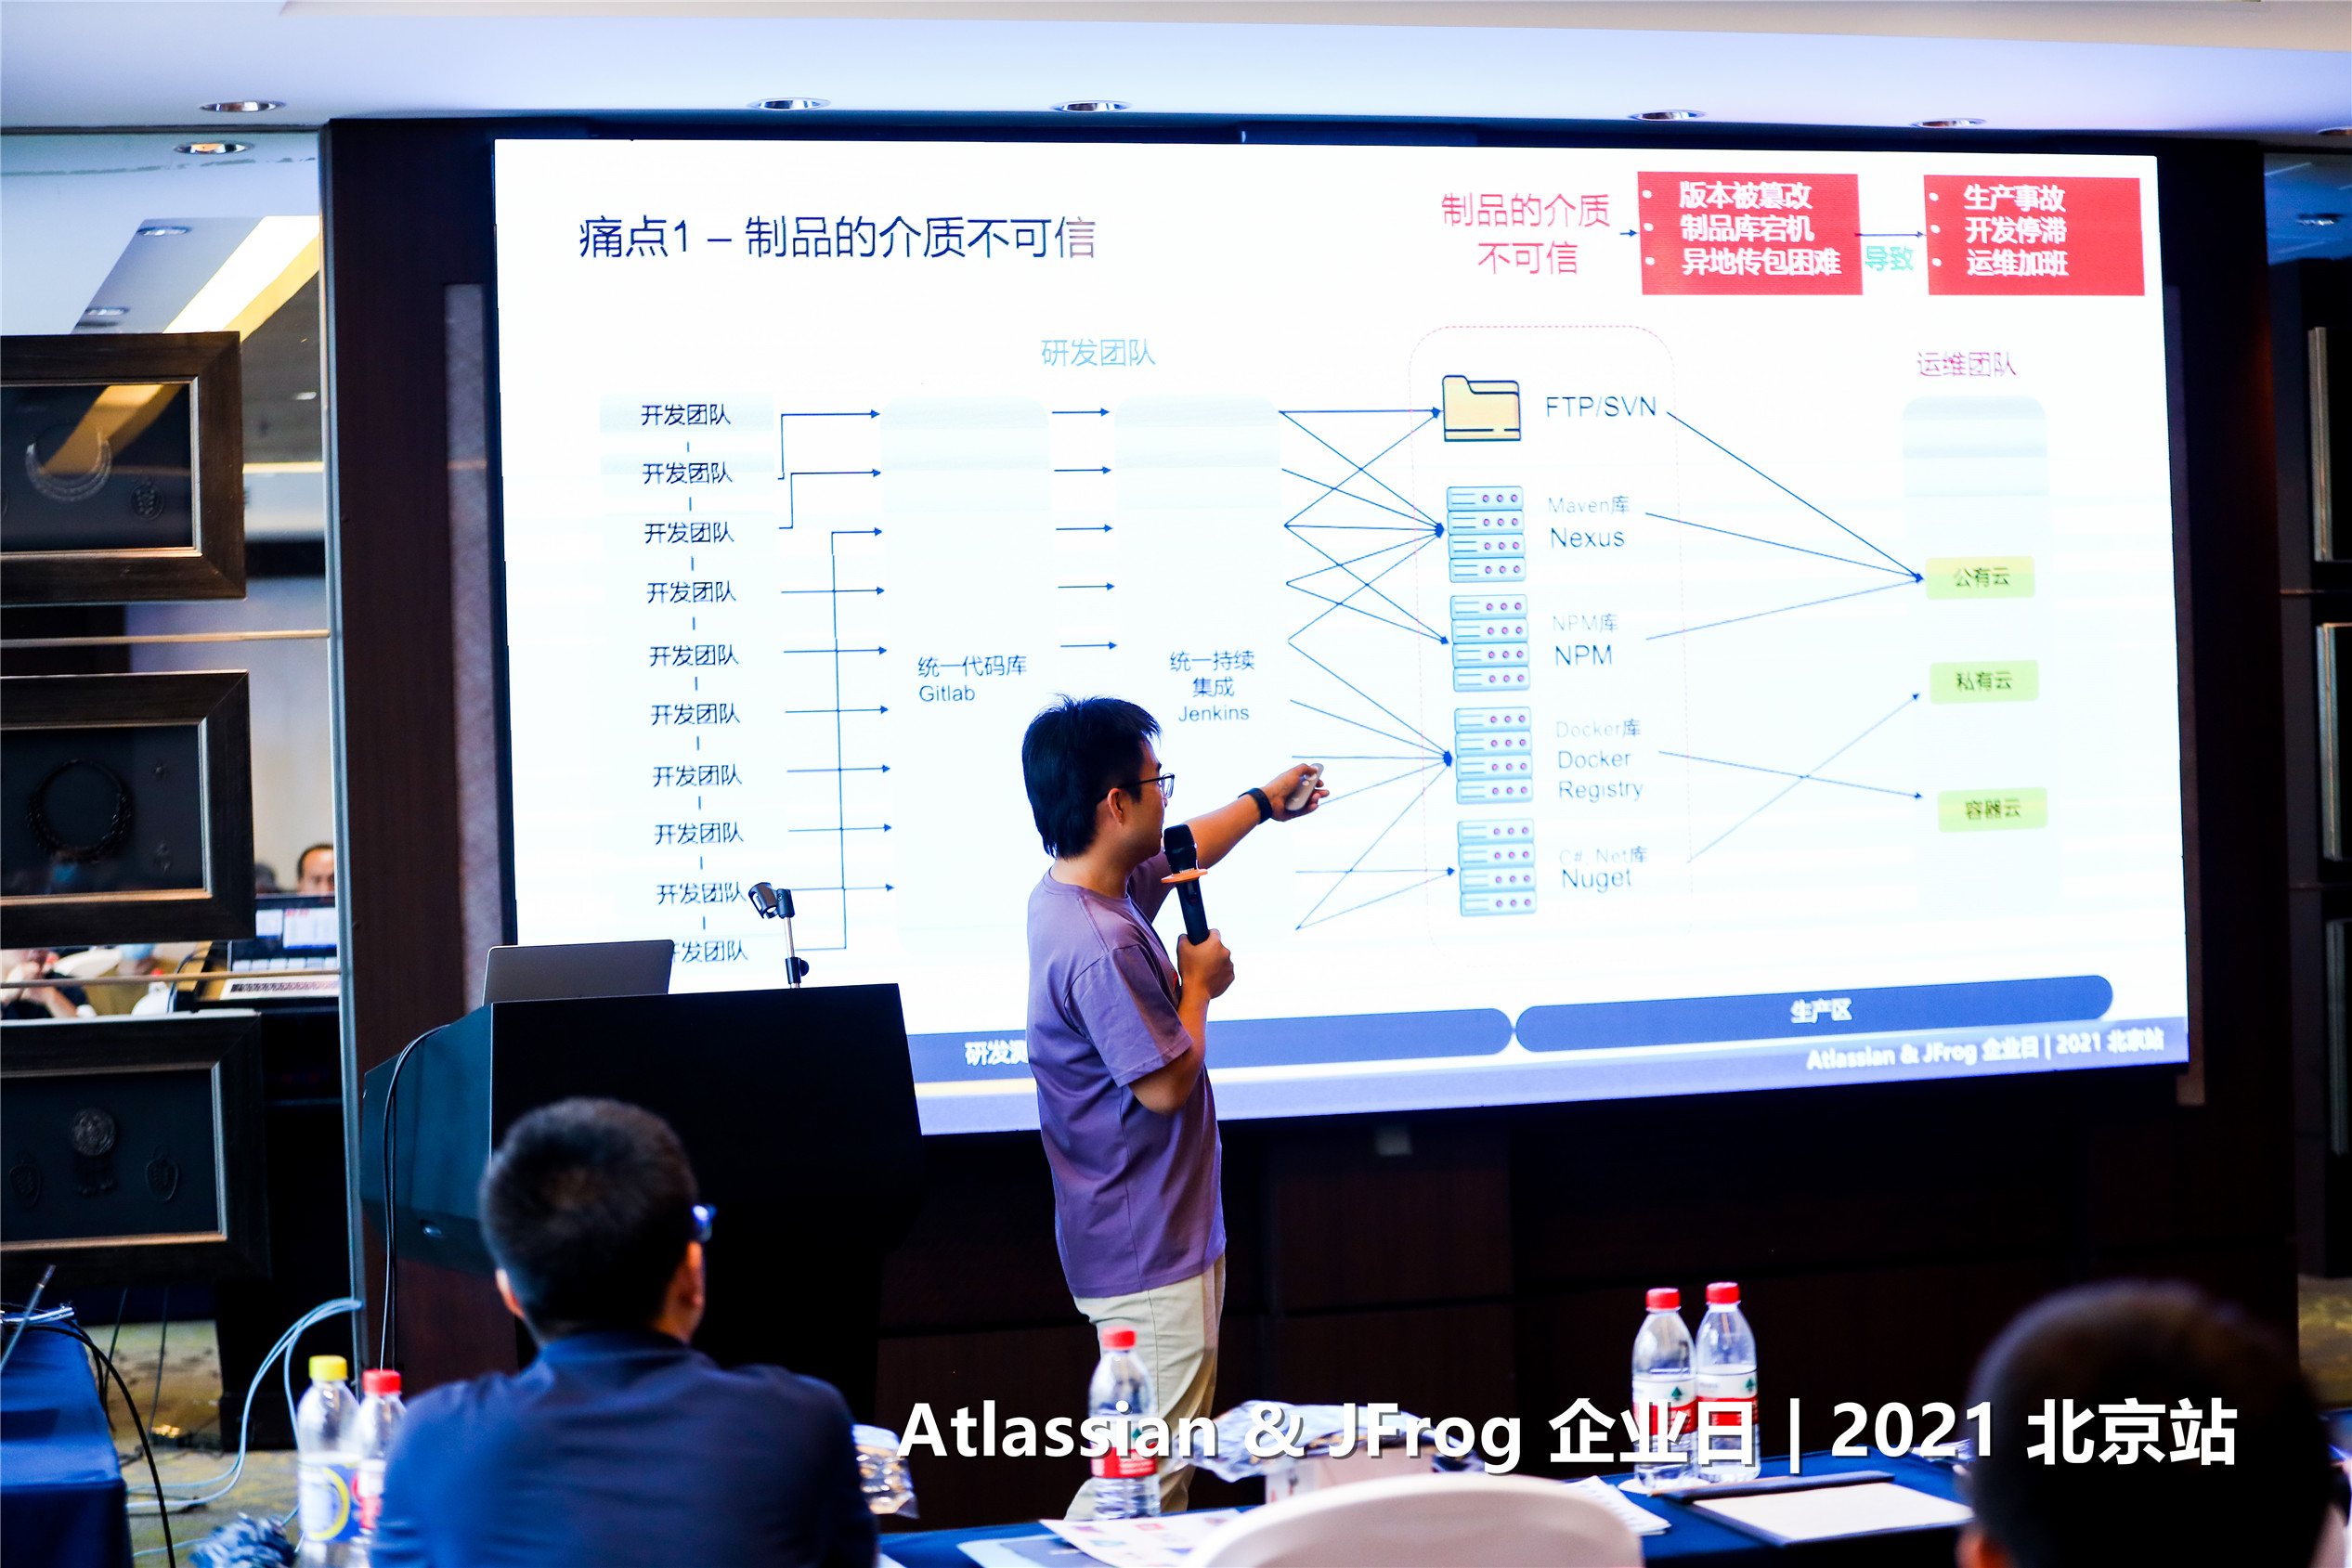 痛点1 – 制品的介质不可信
制品的介质
不可信
• 版本被篡改
• 制品库宕机
• 异地传包困难
导致
• 生产事故
• 开发停滞
• 运维加班
研发团队
运维团队
开发团队
开发团队
开发团队
开发团队
开发团队
开发团队
开发团队
开发团队
开发团队
开发团队
统一代码库
Gitlab
统一持续
集成
Jenkins
FTP/SVN
Maven库
Nexus
NPM库
NPM
Docker库
Docker
Registry
C#.Net库
Nuget
公有云
私有云
容器云
研发测
生产区
Atlassian & JFrog 企业日 | 2021 北京站
Atlassian & JFrog 企业日 | 2021 北京站